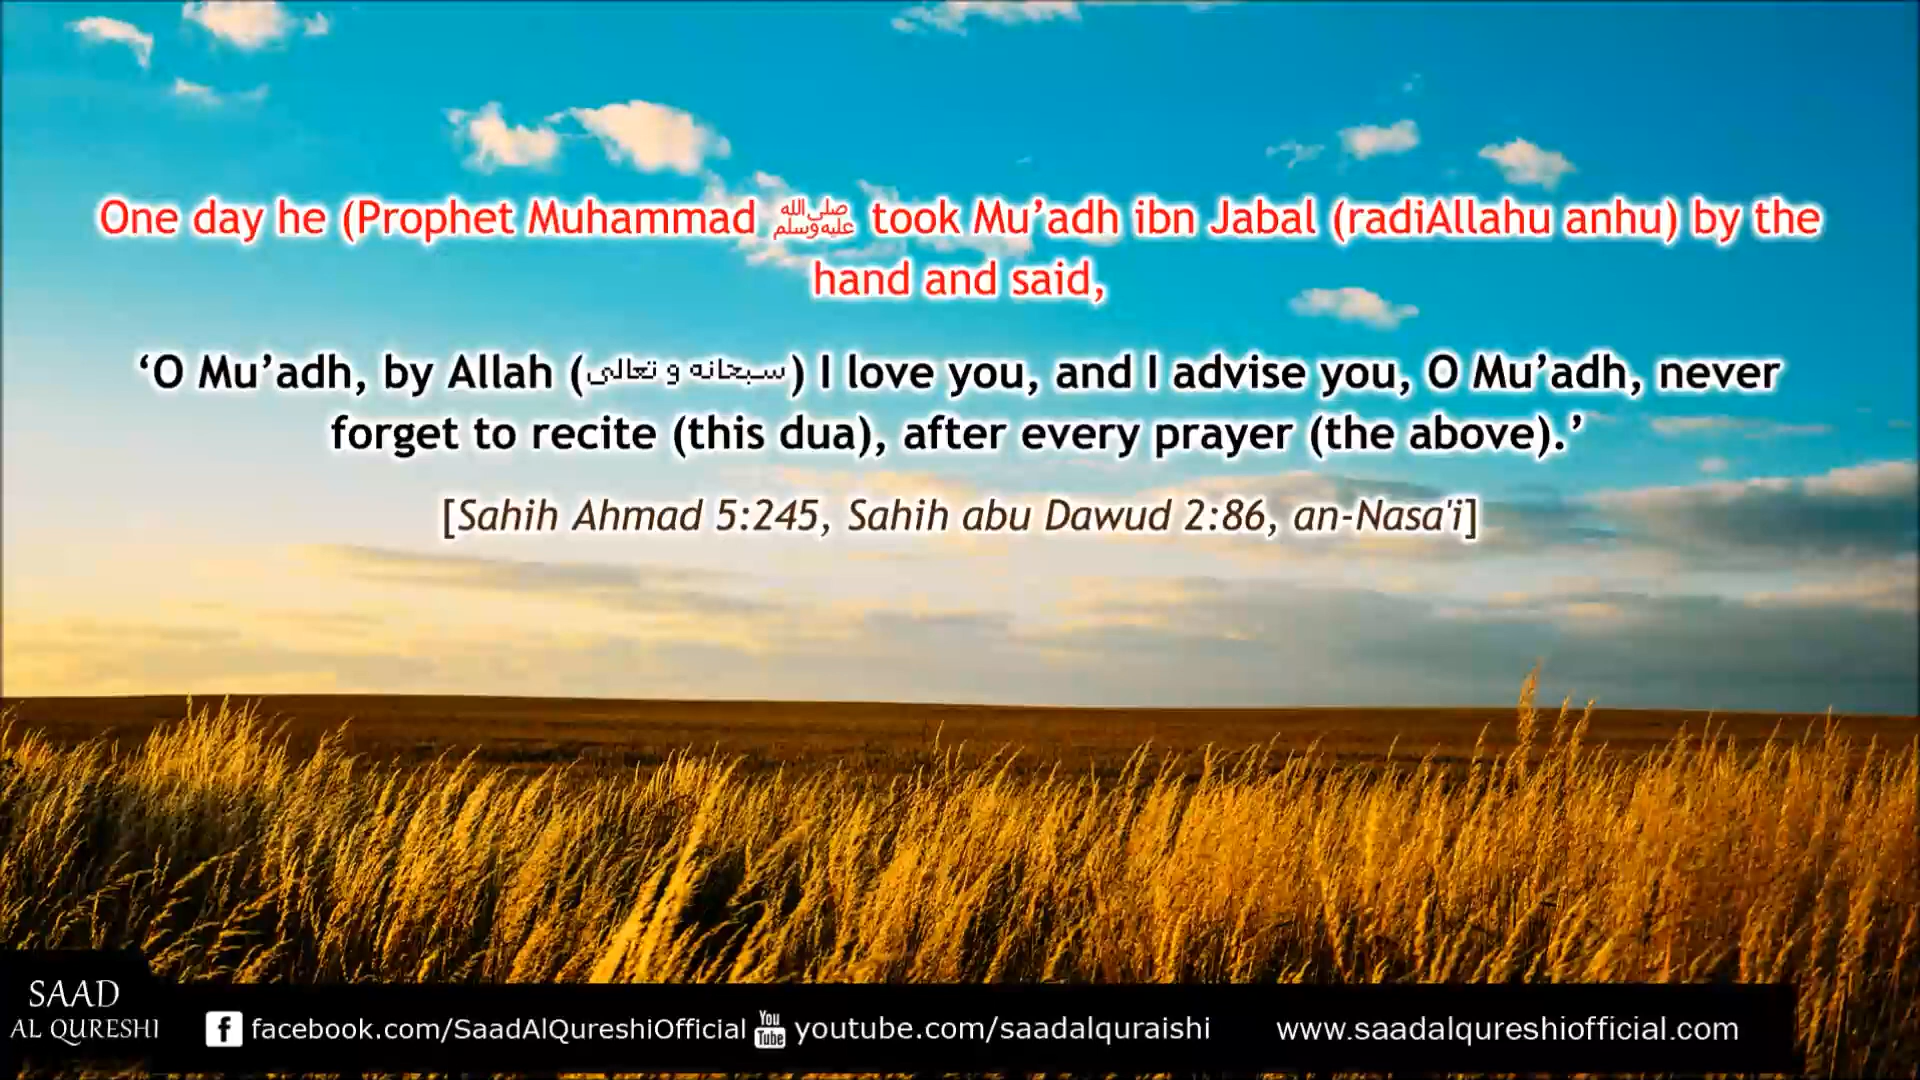 One day he (Prophet Muhammad ﷺ took Mu’adh ibn Jabal (radiAllahu anhu) by the
hand and said,
‘O Mu’adh, by Allah (سبحانه و تعالى) I love you, and I advise you, O Mu’adh, never
forget to recite (this dua), after every prayer (the above).’
[Sahih Ahmad 5:245, Sahih abu Dawud 2:86, an-Nasa'i]
SAAD
AL QURESHI
facebook.com/SaadAlQureshiOfficial You Tube youtube.com/saadalquraishi www.saadalqureshiofficial.com